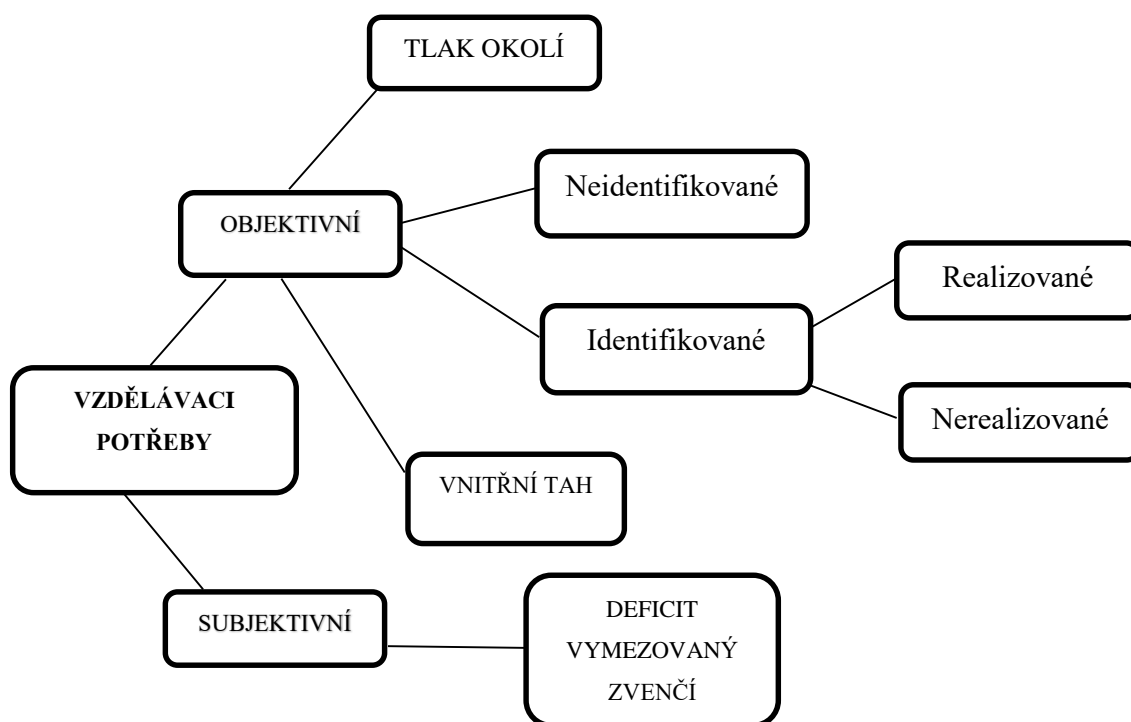 TLAK OKOLÍ
Neidentifikované
OBJEKTIVNÍ
Realizované
Identifikované
VZDĚLÁVACI
POTŘEBY
Nerealizované
VNITŘNÍ TAH
SUBJEKTIVNÍ
DEFICIT
VYMEZOVANÝ
ZVENČÍ